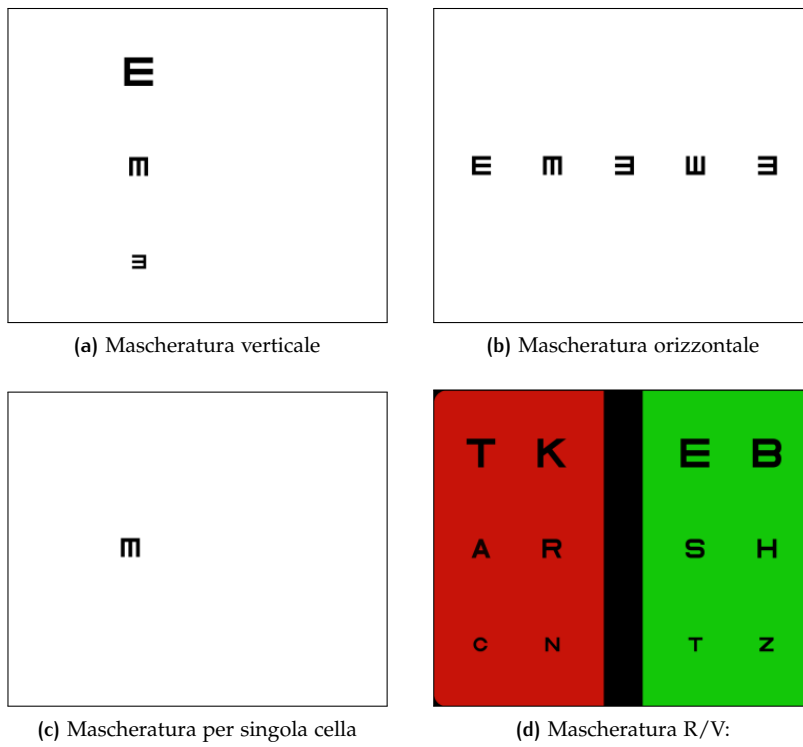 E
E
E
(a) Mascheratura verticale
E E E E E
(b) Mascheratura orizzontale
E
(c) Mascheratura per singola cella
T K E B
A R S H
C N T Z
(d) Mascheratura R/V: